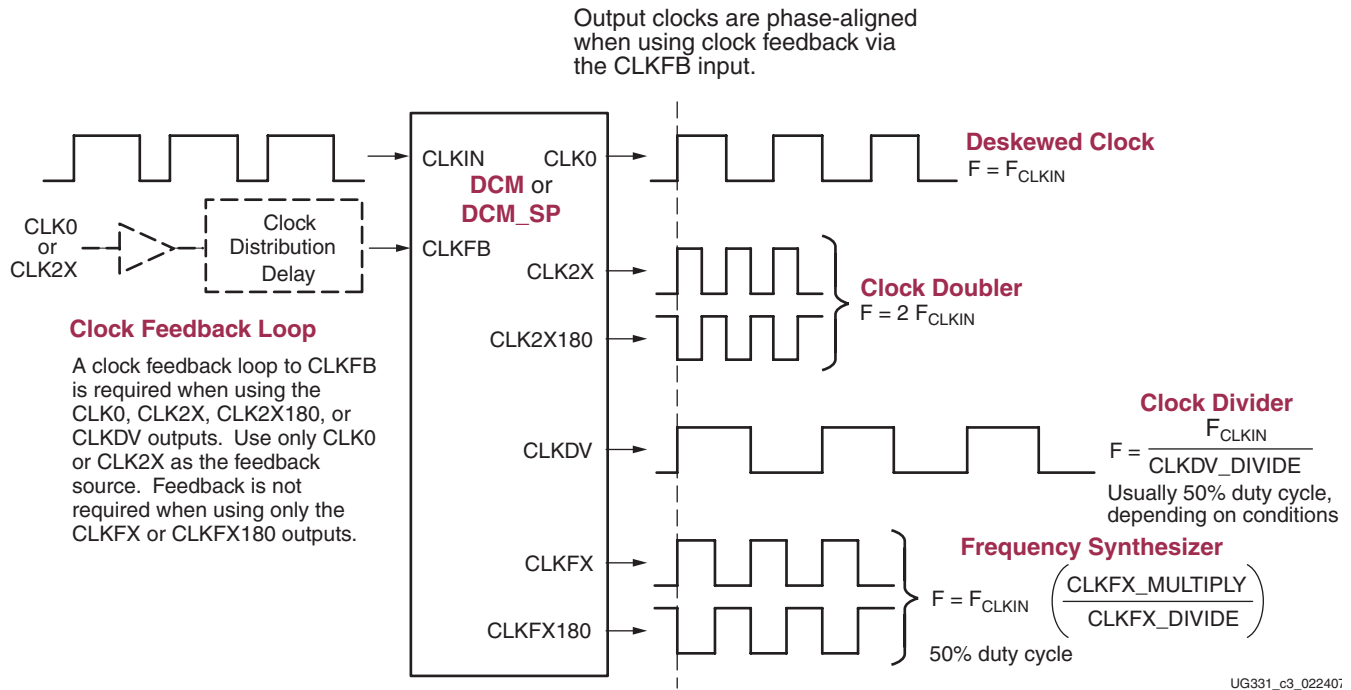 Output clocks are phase-aligned
when using clock feedback via
the CLKFB input.
CLKIN
CLK0
DCM or
DCM_SP
Deskewed Clock
F = FCLKIN
CLK0
or
CLK2X
Clock
Distribution
Delay
CLKFB
CLK2X
Clock Doubler
F = 2 FCLKIN
CLK2X180
Clock Feedback Loop
A clock feedback loop to CLKFB
is required when using the
CLK0, CLK2X, CLK2X180, or
CLKDV outputs. Use only CLK0
or CLK2X as the feedback
source. Feedback is not
required when using only the
CLKFX or CLKFX180 outputs.
CLKDV
Clock Divider
F = FCLKIN
CLKDV_DIVIDE
Usually 50% duty cycle,
depending on conditions
CLKFX
Frequency Synthesizer
F = FCLKIN (CLKFX_MULTIPLY
CLKFX_DIVIDE)
CLKFX180
50% duty cycle
UG331_c3_022407